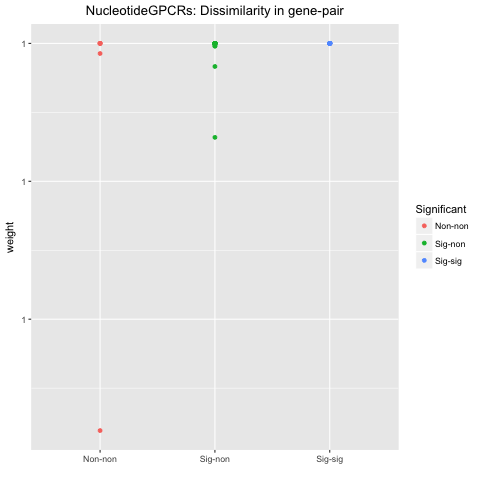 NucleotideGPCRs: Dissimilarity in gene-pair
1
1
1
weight
Non-non
Sig-non
Sig-sig
Significant
Non-non
Sig-non
Sig-sig